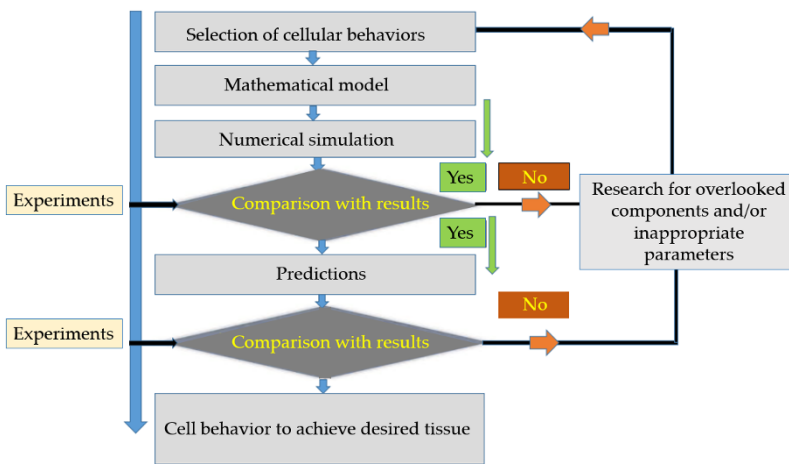 Selection of cellular behaviors
Mathematical model
Numerical simulation
Yes
No
Experiments
Comparison with results
Research for overlooked
components and/or
inappropriate
parameters
Yes
Predictions
No
Experiments
Comparison with results
Cell behavior to achieve desired tissue